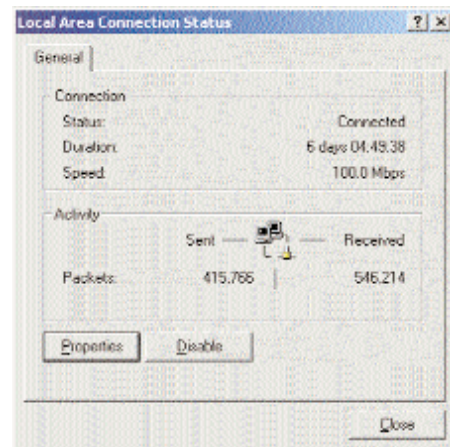 Local Area Connection Status
General
Connection
Status: Connected
Duration: 6 days 04.49.38
Speed: 100.0 Mbps
Activity
Sent Received
Packets: 415.766 546.214
Properties Disable
Close